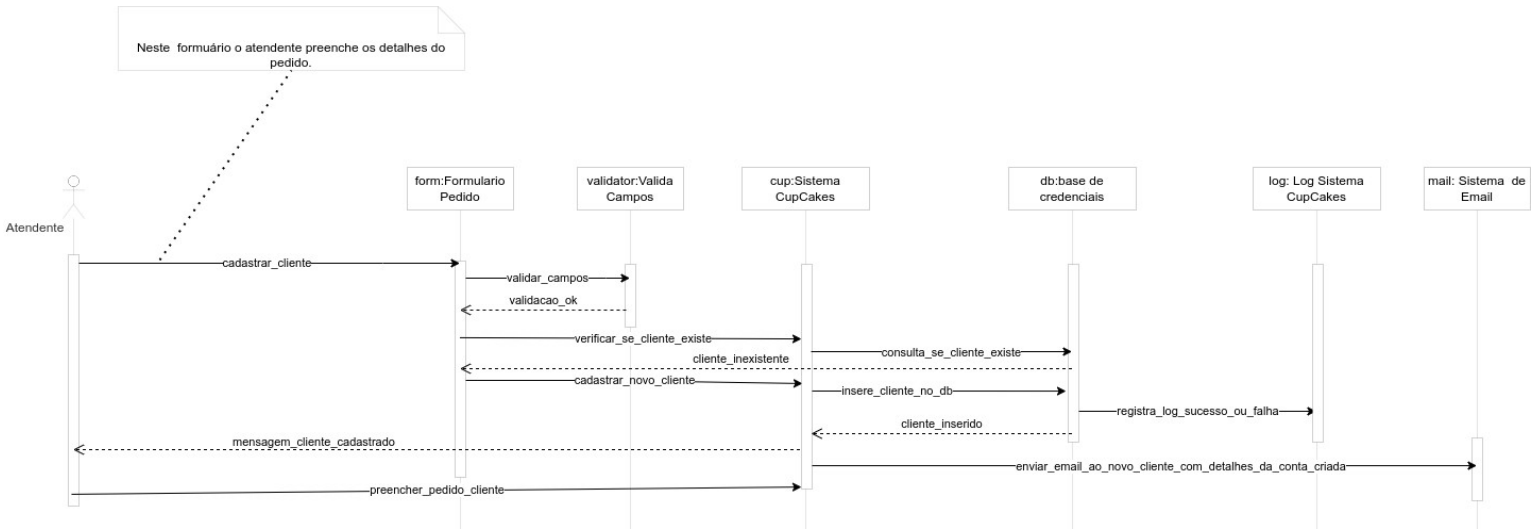 Neste  formuário o atendente preenche os detalhes do
pedido.
Atendente
form:Formulario
Pedido
validator:Valida
Campos
cup:Sistema
CupCakes
db:base de
credenciais
log: Log Sistema
CupCakes
mail: Sistema  de
Email
cadastrar_cliente
validar_campos
validacao_ok
verificar_se_cliente_existe
consulta_se_cliente_existe
cliente_inexistente
cadastrar_novo_cliente
insere_cliente_no_db
registra_log_sucesso_ou_falha
cliente_inserido
mensagem_cliente_cadastrado
enviar_email_ao_novo_cliente_com_detalhes_da_conta_criada
preencher_pedido_cliente